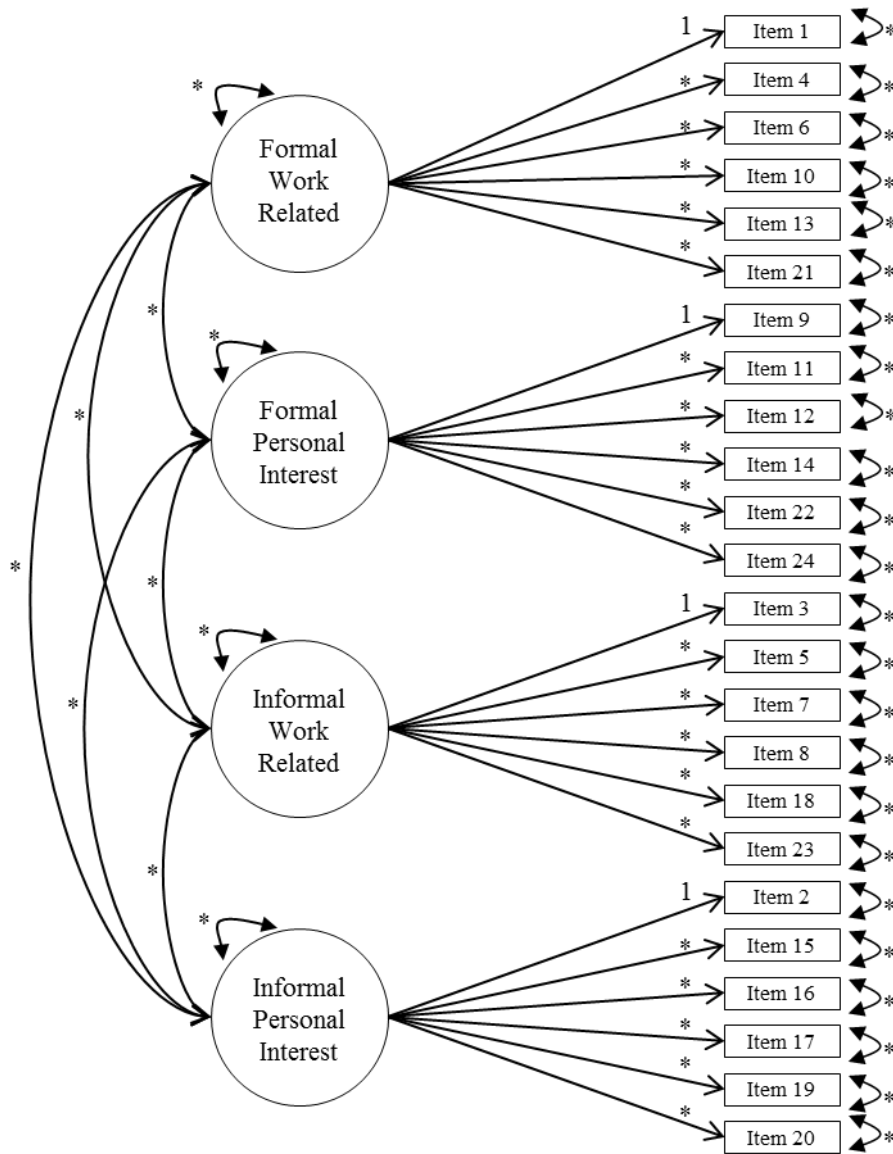 1
Item 1
*
*
*
Item 4
*
Formal
Work
Related
*
Item 6
*
*
Item 10
*
*
Item 13
*
*
Item 21
*
*
1
Item 9
*
*
*
Item 11
*
Formal
Personal
Interest
*
Item 12
*
*
*
Item 14
*
*
Item 22
*
*
Item 24
*
*
*
1
Item 3
*
*
*
Item 5
*
Informal
Work
Related
*
*
Item 7
*
*
Item 8
*
*
Item 18
*
*
Item 23
*
*
1
Item 2
*
*
*
Item 15
*
Informal
Personal
Interest
*
Item 16
*
*
Item 17
*
*
Item 19
*
*
Item 20
*